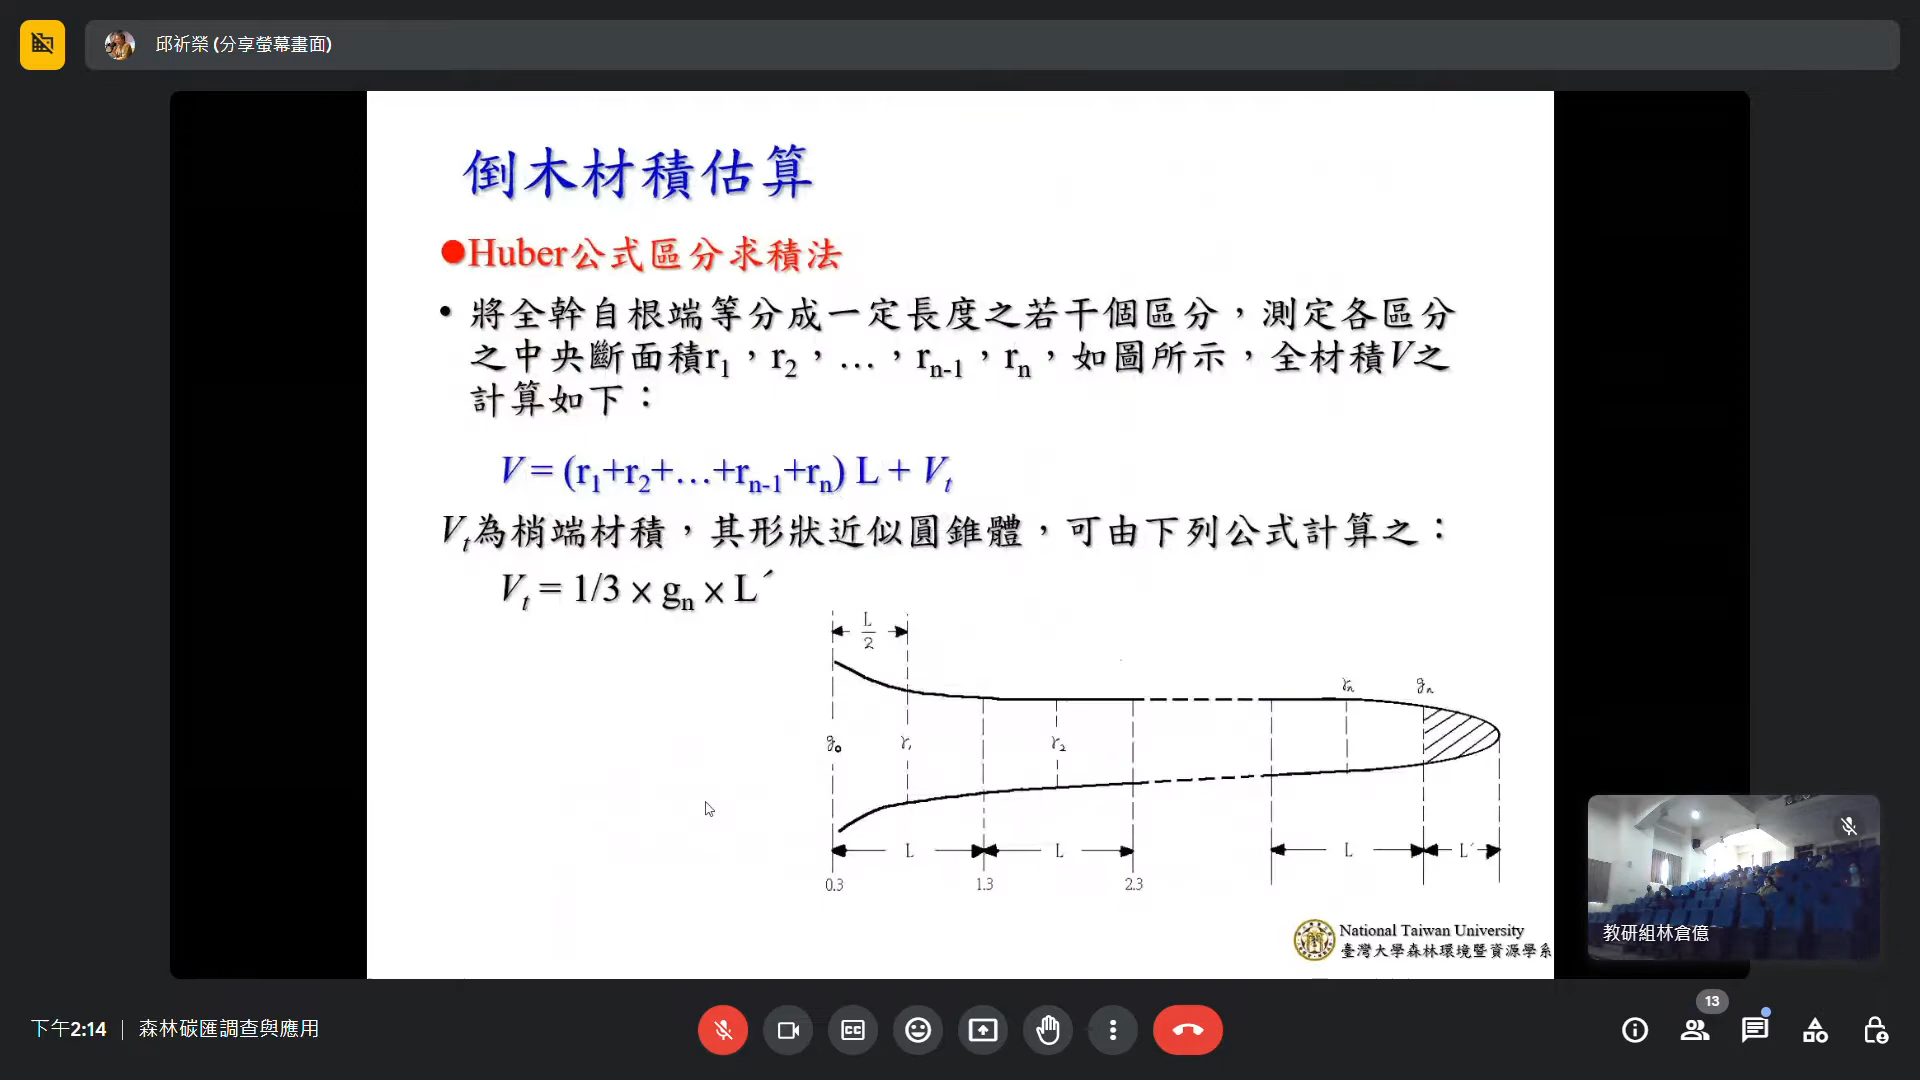 邱祈榮 (分享螢幕畫面)
倒木材積估算
●Huber公式區分求積法
• 將全幹自根端等分成一定長度之若干個區分，測定各區分
之中央斷面積r₁，r₂，…，rₙ₋₁，rₙ，如圖所示，全材積V之
計算如下：
V = (r₁+r₂+…+rₙ₋₁+rₙ) L + Vₜ
Vₜ為梢端材積，其形狀近似圓錐體，可由下列公式計算之：
Vₜ = 1/3 × gₙ × L´
L
2
rₙ gₙ
g₀ r₁ r₂
L L L L´
0.3 1.3 2.3
National Taiwan University
臺灣大學森林環境暨資源學系
教研組林倉億
下午2:14 | 森林碳匯調查與應用
CC
13